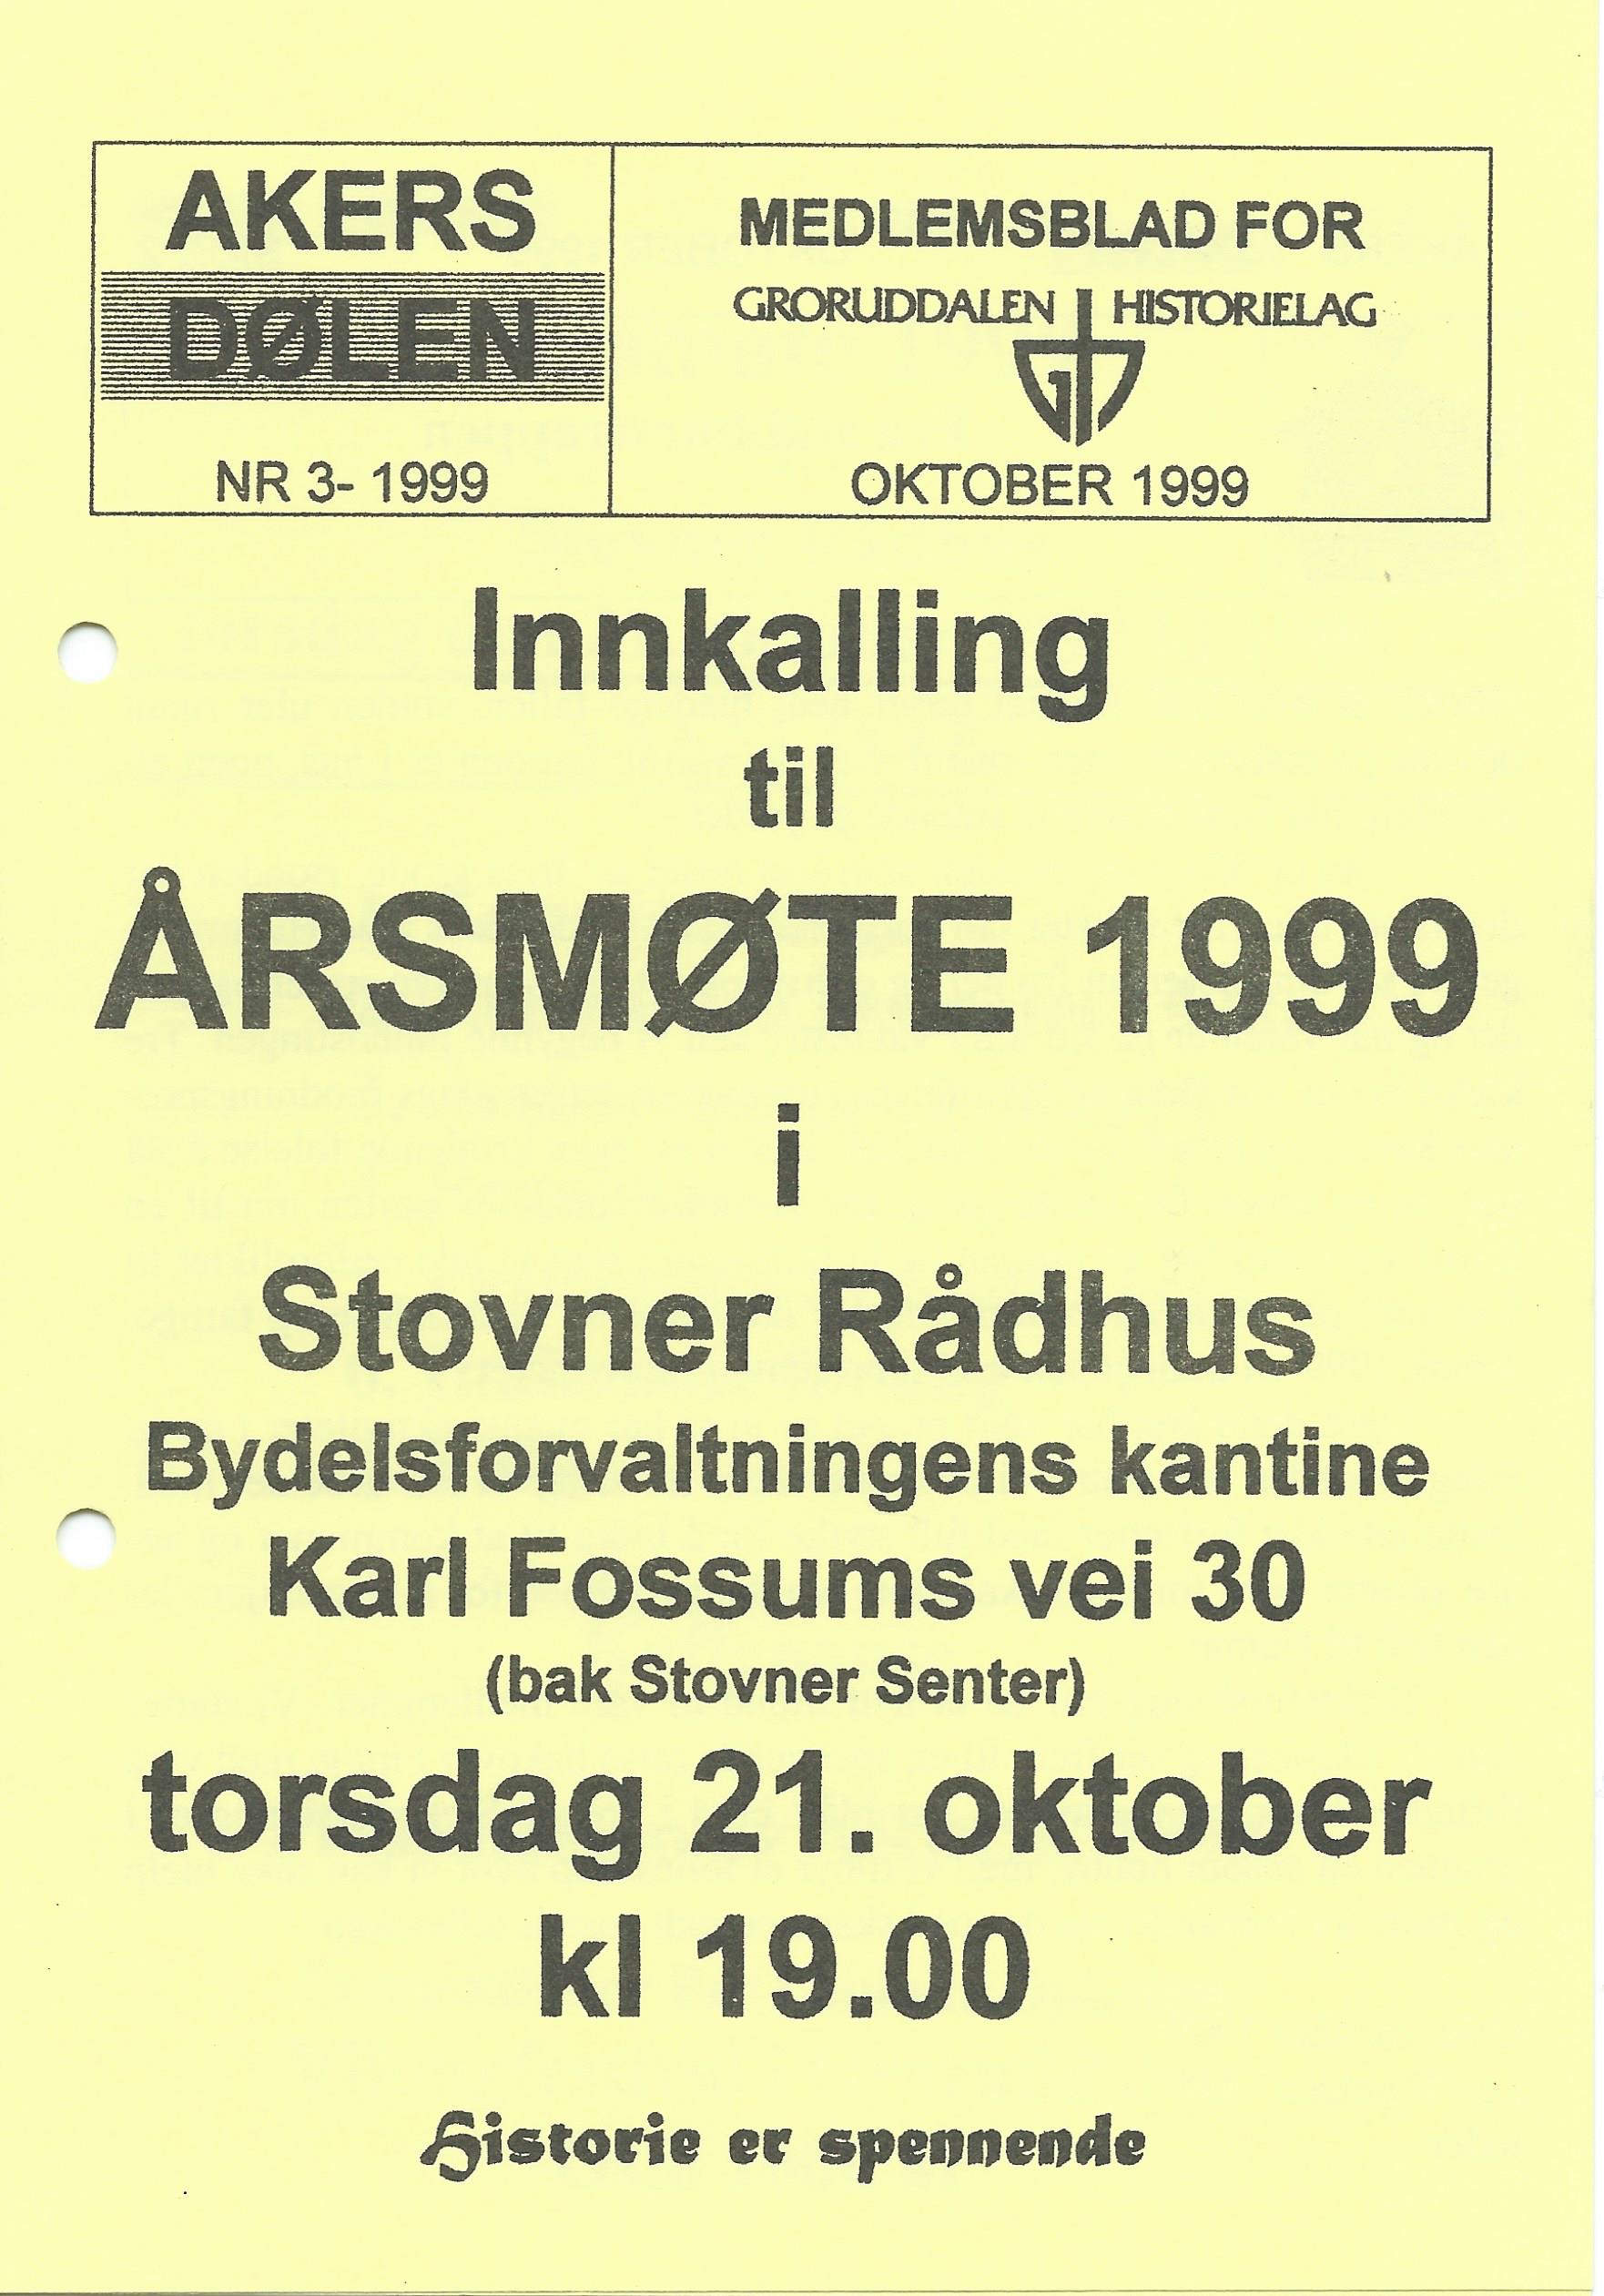 AKERS
DØLEN
NR 3- 1999
MEDLEMSBLAD FOR
GRORUDDALEN HISTORIELAG
OKTOBER 1999
Innkalling
til
ÅRSMØTE 1999
i
Stovner Rådhus
Bydelsforvaltningens kantine
Karl Fossums vei 30
(bak Stovner Senter)
torsdag 21. oktober
kl 19.00
Historie er spennende